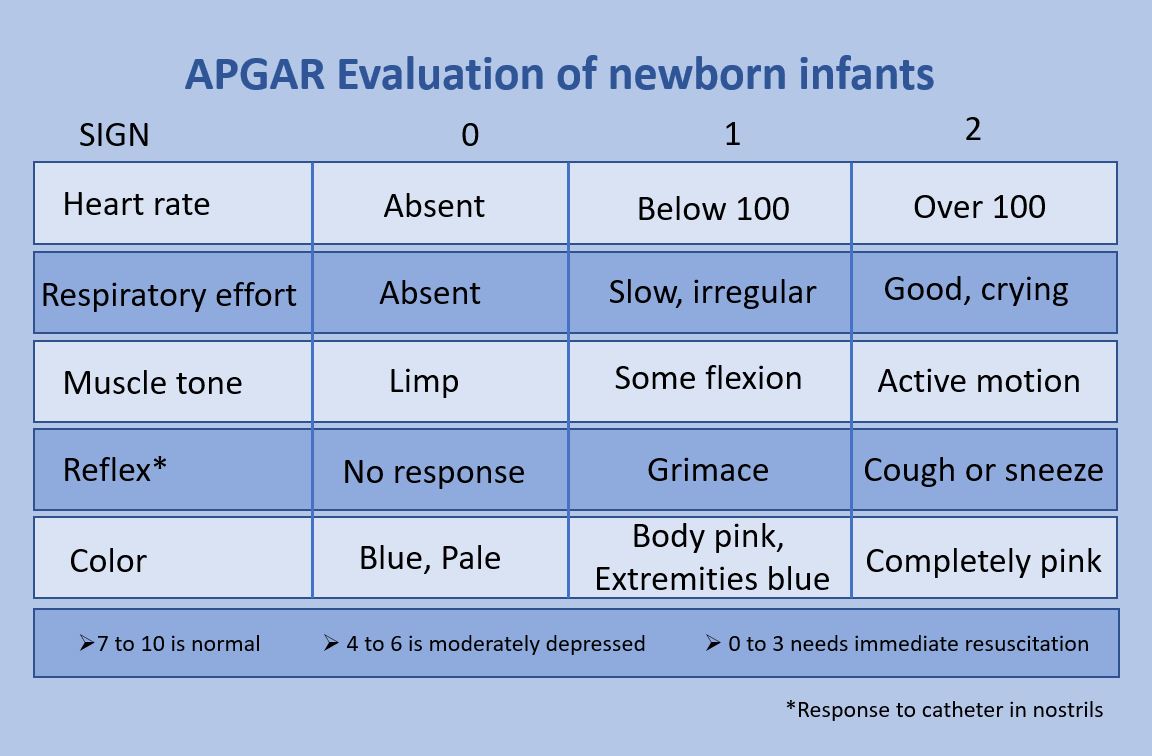 APGAR Evaluation of newborn infants
SIGN 0 1 2
Heart rate Absent Below 100 Over 100
Respiratory effort Absent Slow, irregular Good, crying
Muscle tone Limp Some flexion Active motion
Reflex* No response Grimace Cough or sneeze
Color Blue, Pale Body pink, Completely pink
Extremities blue
➢7 to 10 is normal ➢ 4 to 6 is moderately depressed ➢ 0 to 3 needs immediate resuscitation
*Response to catheter in nostrils